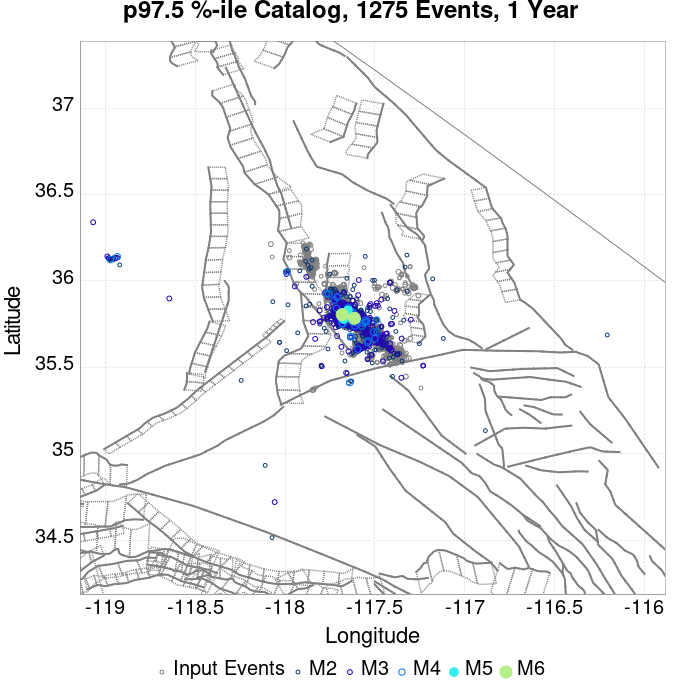 p97.5 %-ile Catalog, 1275 Events, 1 Year
37
36.5
36
35.5
35
34.5
Latitude
-119 -118.5 -118 -117.5 -117 -116.5 -116
Longitude
Input Events M2 M3 M4 M5 M6